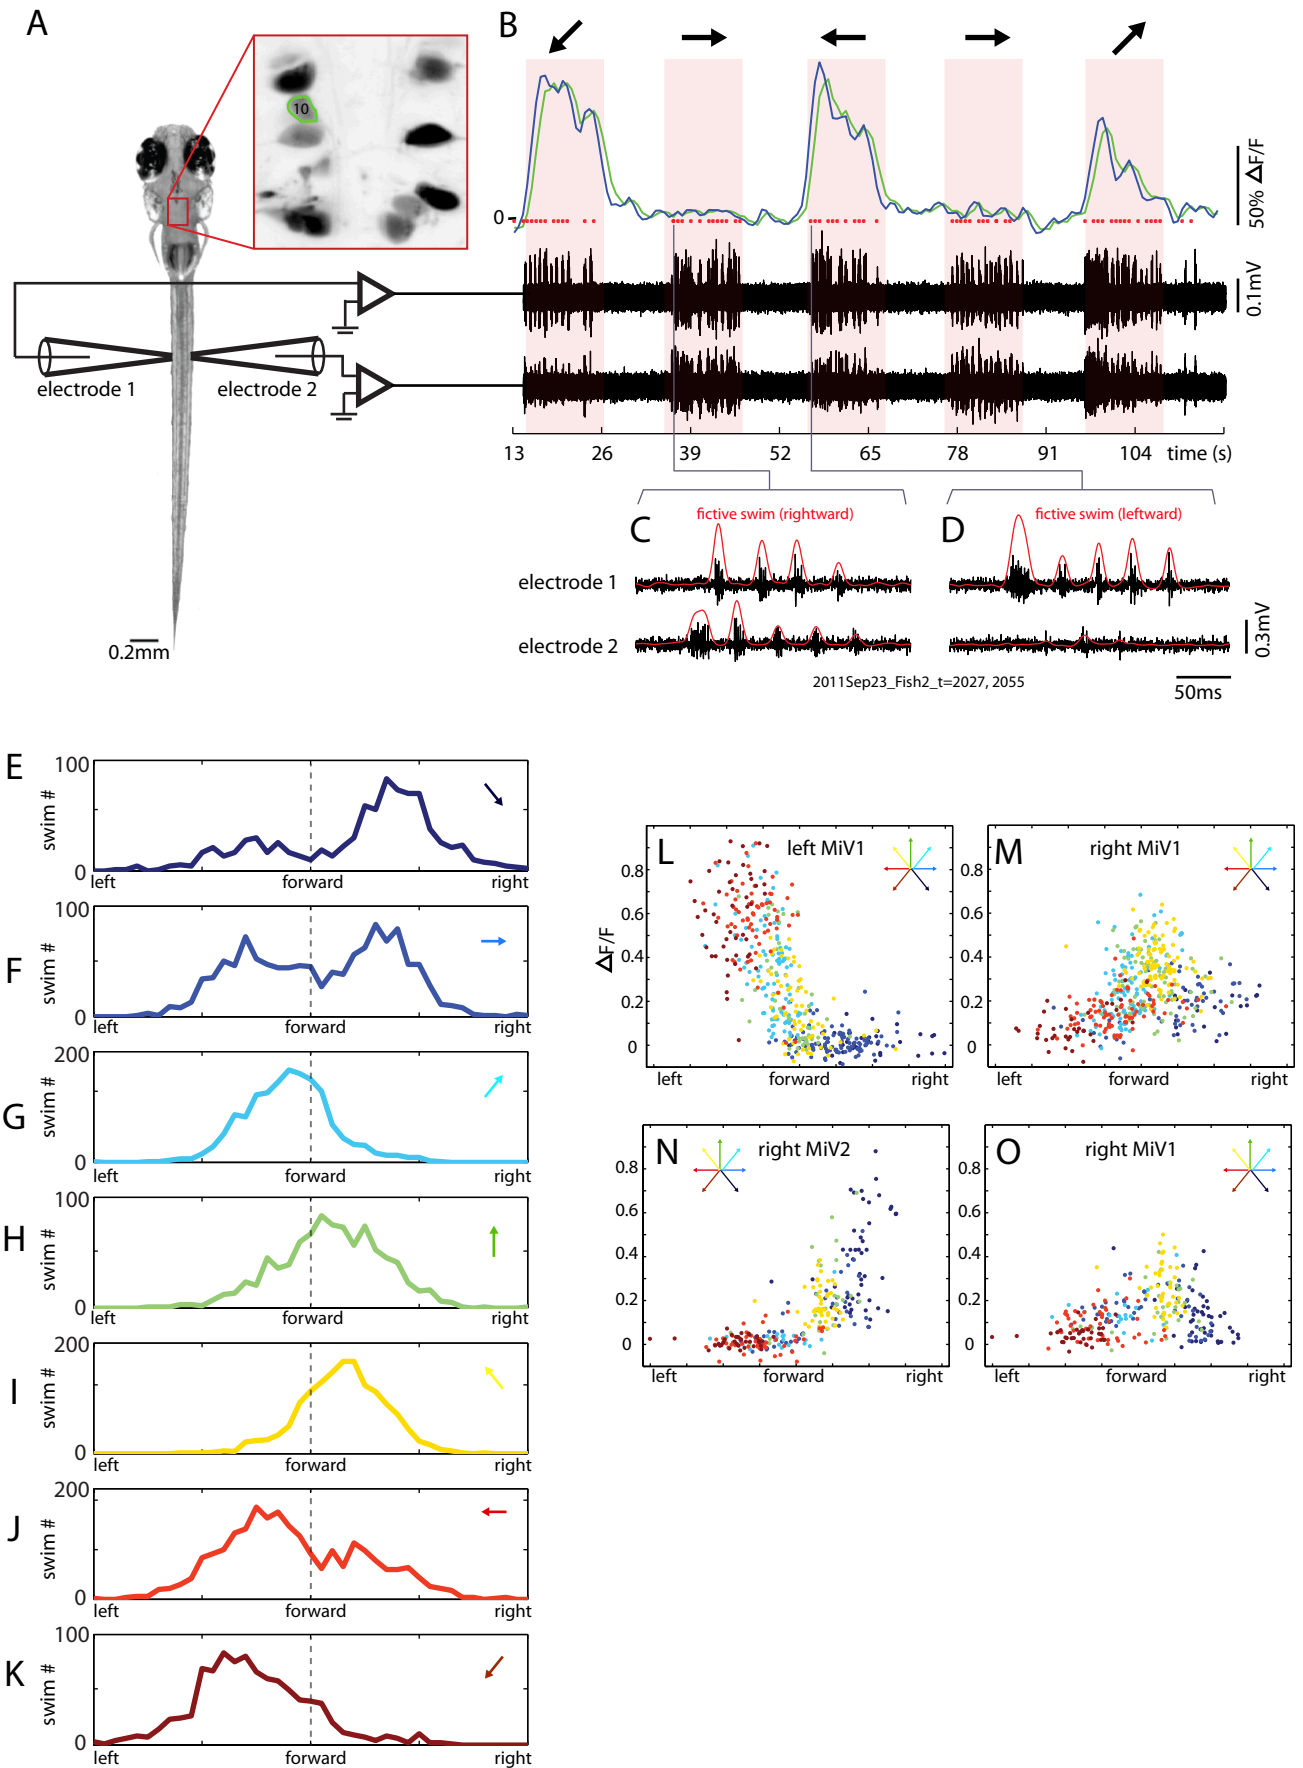 A
10
electrode 1
electrode 2
0.2mm
B
0
50% ΔF/F
0.1mV
13 26 39 52 65 78 91 104 time (s)
C
fictive swim (rightward)
D
fictive swim (leftward)
electrode 1
electrode 2
0.3mV
2011Sep23_Fish2_t=2027, 2055
50ms
E
swim #
100
0
left forward right
F
swim #
100
0
left forward right
G
swim #
200
0
left forward right
H
swim #
100
0
left forward right
I
swim #
200
0
left forward right
J
swim #
200
0
left forward right
K
swim #
100
0
left forward right
L
left MiV1
ΔF/F
0.8
0.6
0.4
0.2
0
left forward right
M
right MiV1
0.8
0.6
0.4
0.2
0
left forward right
N
right MiV2
0.8
0.6
0.4
0.2
0
left forward right
O
right MiV1
0.8
0.6
0.4
0.2
0
left forward right